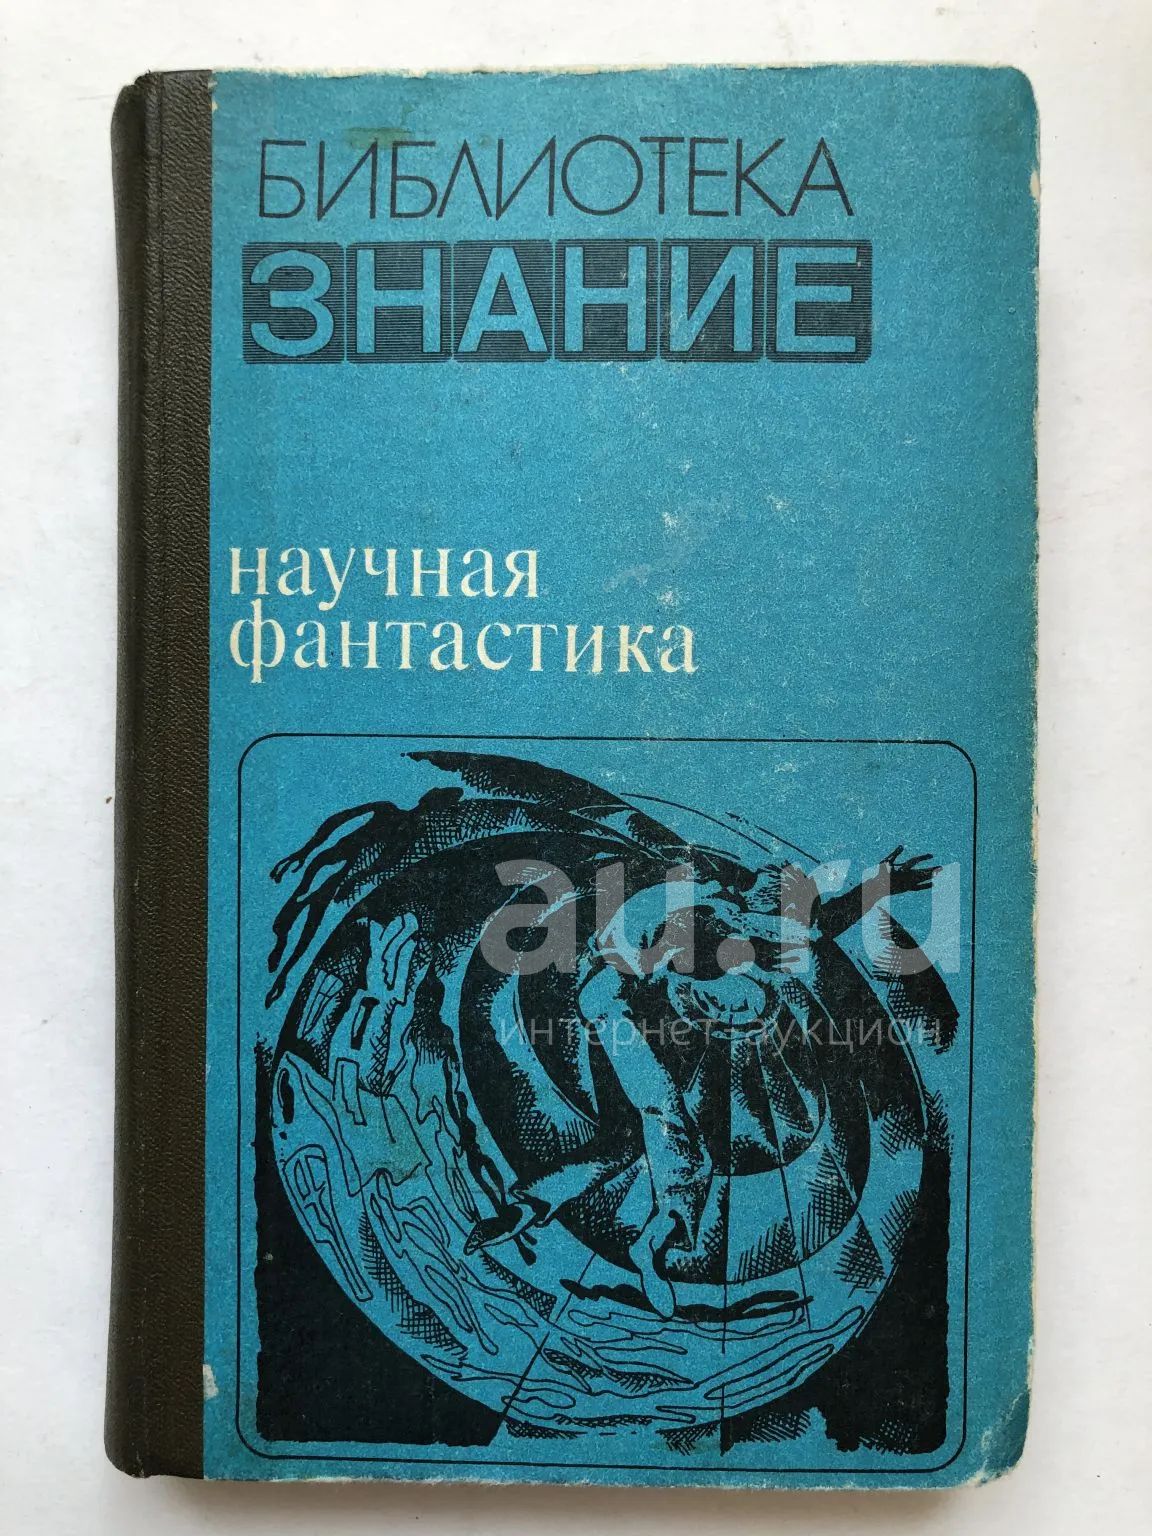 БИБЛИОТЕКА
ЗНАНИЕ
научная
фантастика
au.ru
интернет-аукцион